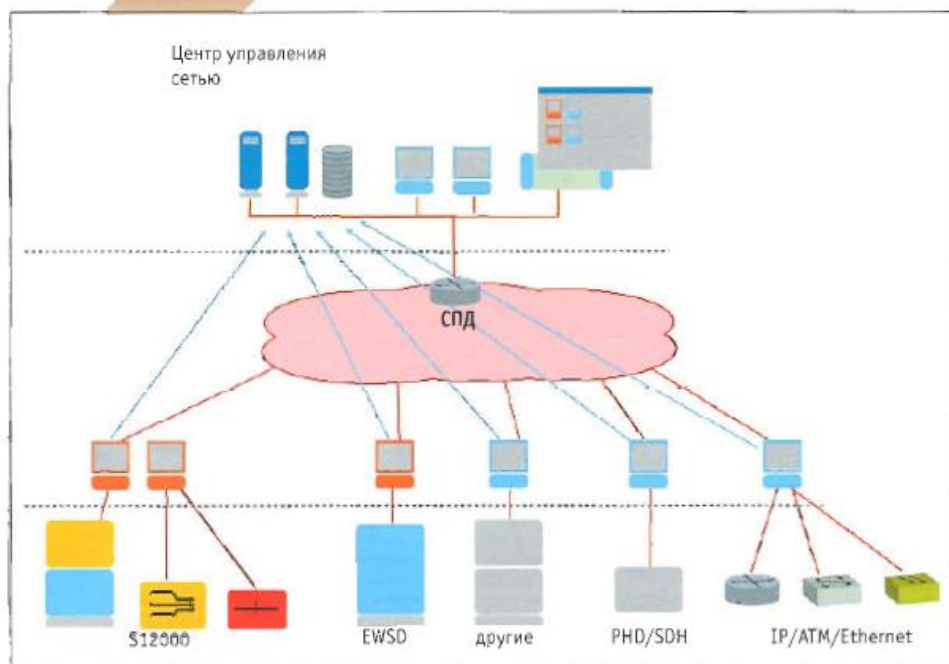 Центр управления
сетью
СПД
S12000
EWSD
другие
PHD/SDH
IP/ATM/Ethernet